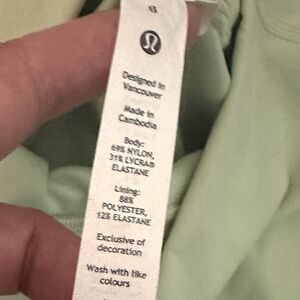 8
Designed in
Vancouver
Made in
Cambodia
Body:
69% NYLON,
31% LYCRA®
ELASTANE
Lining:
88%
POLYESTER,
12% ELASTANE
Exclusive of
decoration
Wash with like
colours